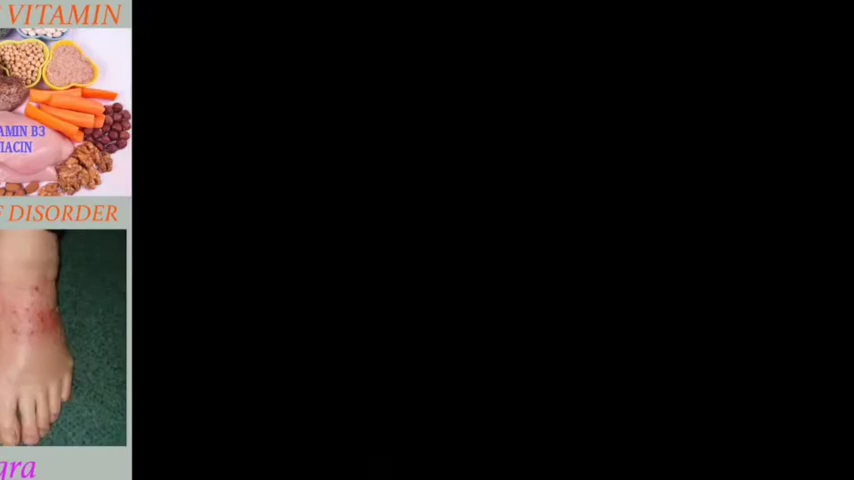 VITAMIN
AMIN B3
IACIN
DISORDER
gra